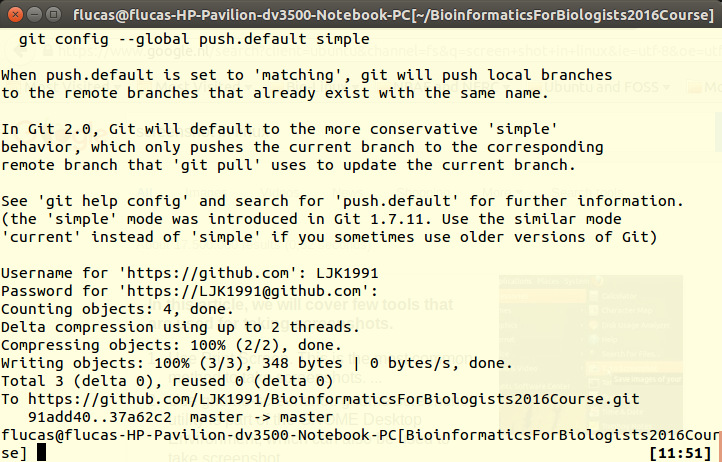 flucas@flucas-HP-Pavilion-dv3500-Notebook-PC[~/BioinformaticsForBiologists2016Course]
git config --global push.default simple
When push.default is set to 'matching', git will push local branches
to the remote branches that already exist with the same name.
In Git 2.0, Git will default to the more conservative 'simple'
behavior, which only pushes the current branch to the corresponding
remote branch that 'git pull' uses to update the current branch.
See 'git help config' and search for 'push.default' for further information.
(the 'simple' mode was introduced in Git 1.7.11. Use the similar mode
'current' instead of 'simple' if you sometimes use older versions of Git)
Username for 'https://github.com': LJK1991
Password for 'https://LJK1991@github.com':
Counting objects: 4, done.
Delta compression using up to 2 threads.
Compressing objects: 100% (2/2), done.
Writing objects: 100% (3/3), 348 bytes | 0 bytes/s, done.
Total 3 (delta 0), reused 0 (delta 0)
To https://github.com/LJK1991/BioinformaticsForBiologists2016Course.git
91add40..37a62c2 master -> master
flucas@flucas-HP-Pavilion-dv3500-Notebook-PC[BioinformaticsForBiologists2016Cour
se] [11:51]